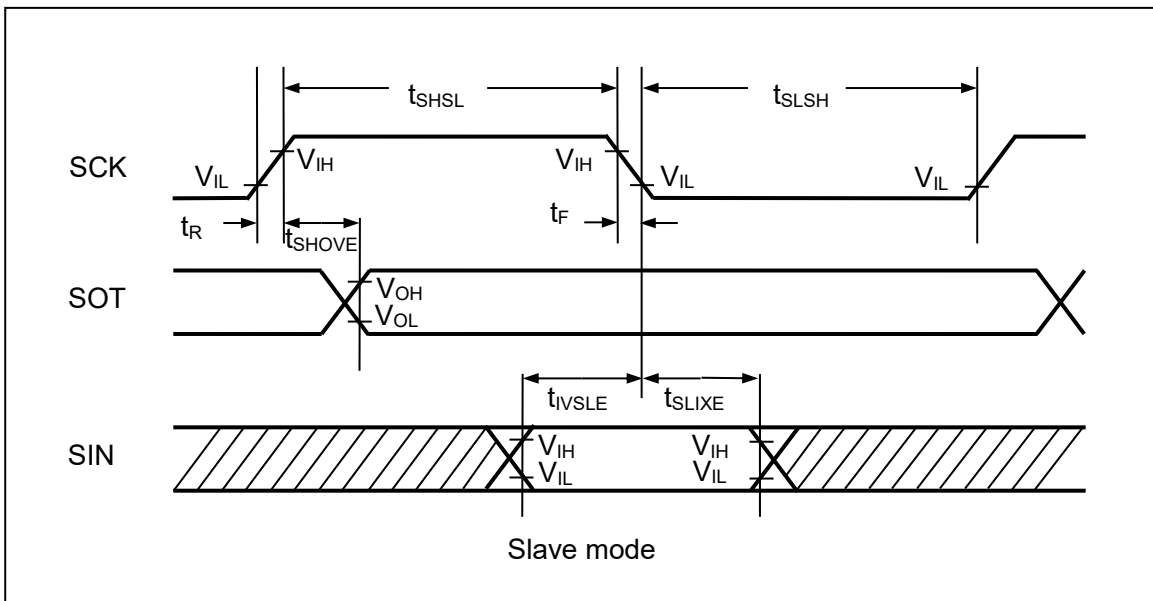 tSHSL tSLSH
SCK VIL VIH VIH VIL VIL
tR tSHOVE tF
SOT VOH
VOL
tIVSLE tSLIXE
SIN VIH VIH
VIL VIL
Slave mode